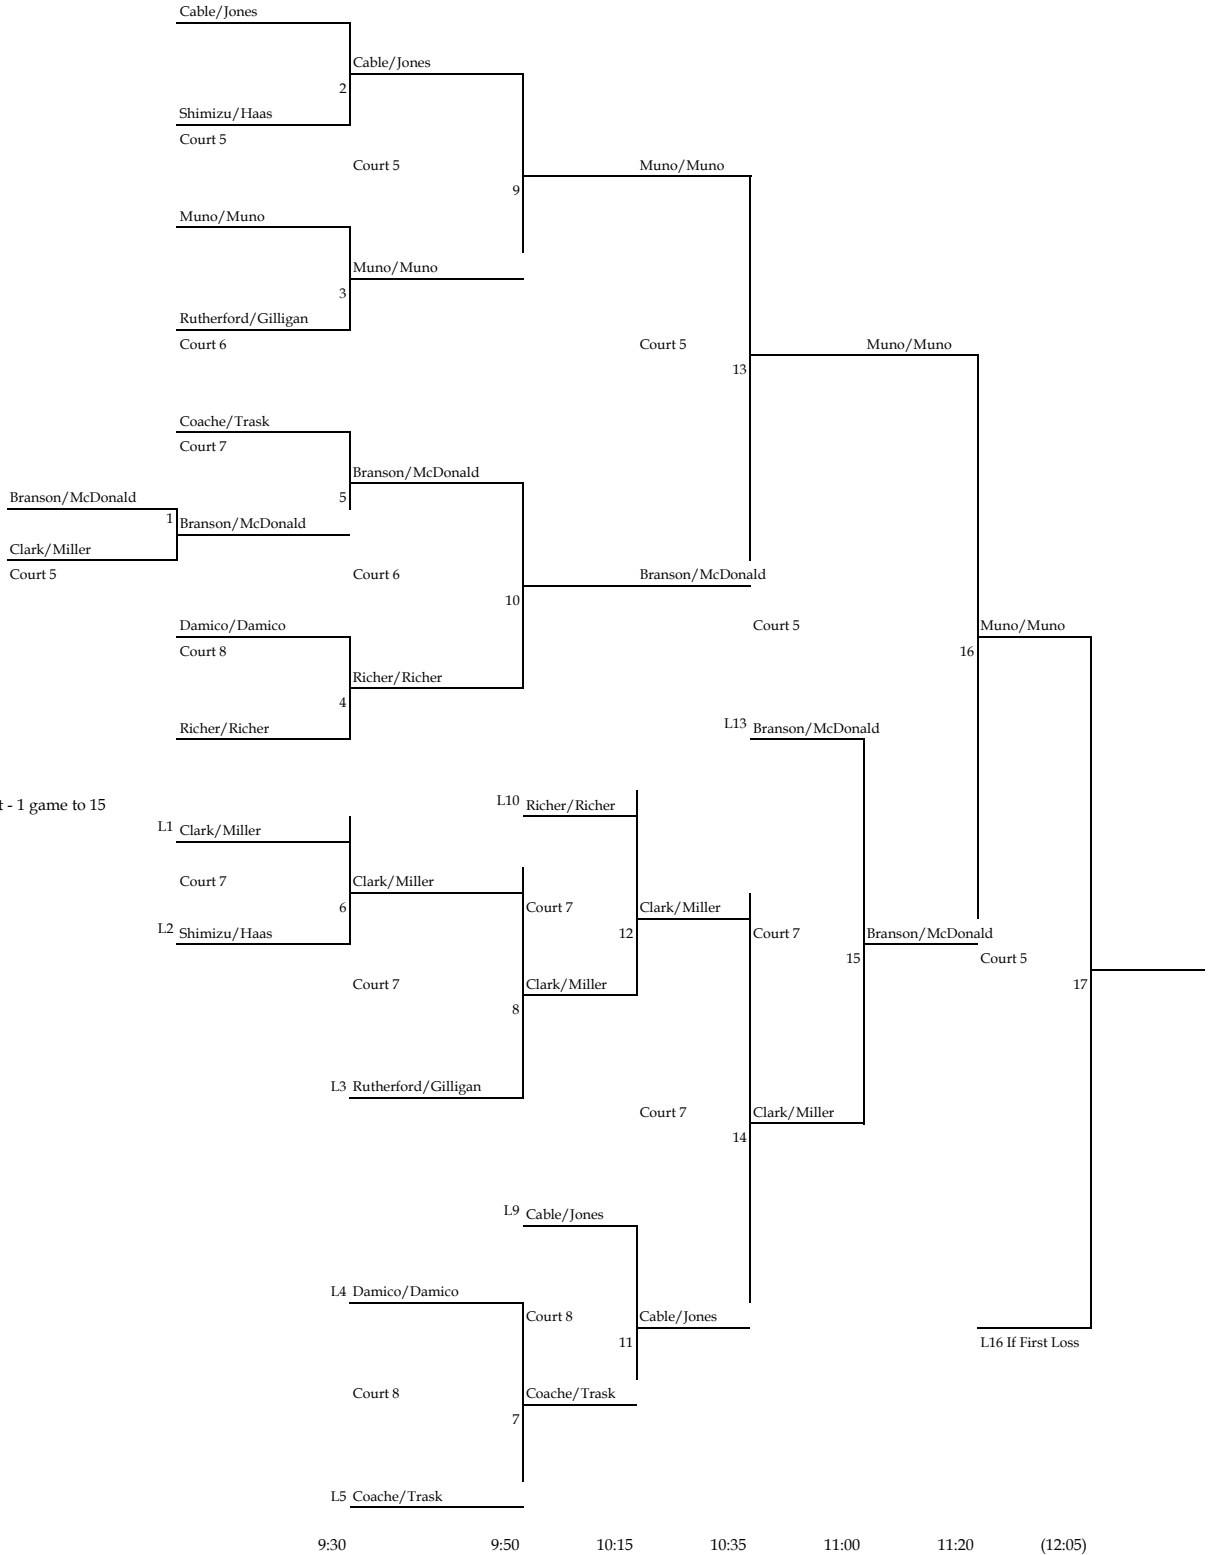 Cable/Jones
Cable/Jones
2
Shimizu/Haas
Court 5
Court 5
Muno/Muno
9
Muno/Muno
Muno/Muno
3
Rutherford/Gilligan
Court 6
Court 5
Muno/Muno
13
Coache/Trask
Court 7
Branson/McDonald
Branson/McDonald
5
1
Branson/McDonald
Clark/Miller
Court 5
Court 6
Branson/McDonald
10
Damico/Damico
Court 5
Muno/Muno
Court 8
16
Richer/Richer
4
Richer/Richer
L13 Branson/McDonald
t - 1 game to 15
L10 Richer/Richer
L1 Clark/Miller
Court 7
Clark/Miller
6
Court 7
Clark/Miller
L2 Shimizu/Haas
12
Court 7
Branson/McDonald
15
Court 5
Court 7
Clark/Miller
17
8
L3 Rutherford/Gilligan
Court 7
Clark/Miller
14
L9 Cable/Jones
L4 Damico/Damico
Court 8
Cable/Jones
11
L16 If First Loss
Court 8
Coache/Trask
7
L5 Coache/Trask
9:30 9:50 10:15 10:35 11:00 11:20 (12:05)